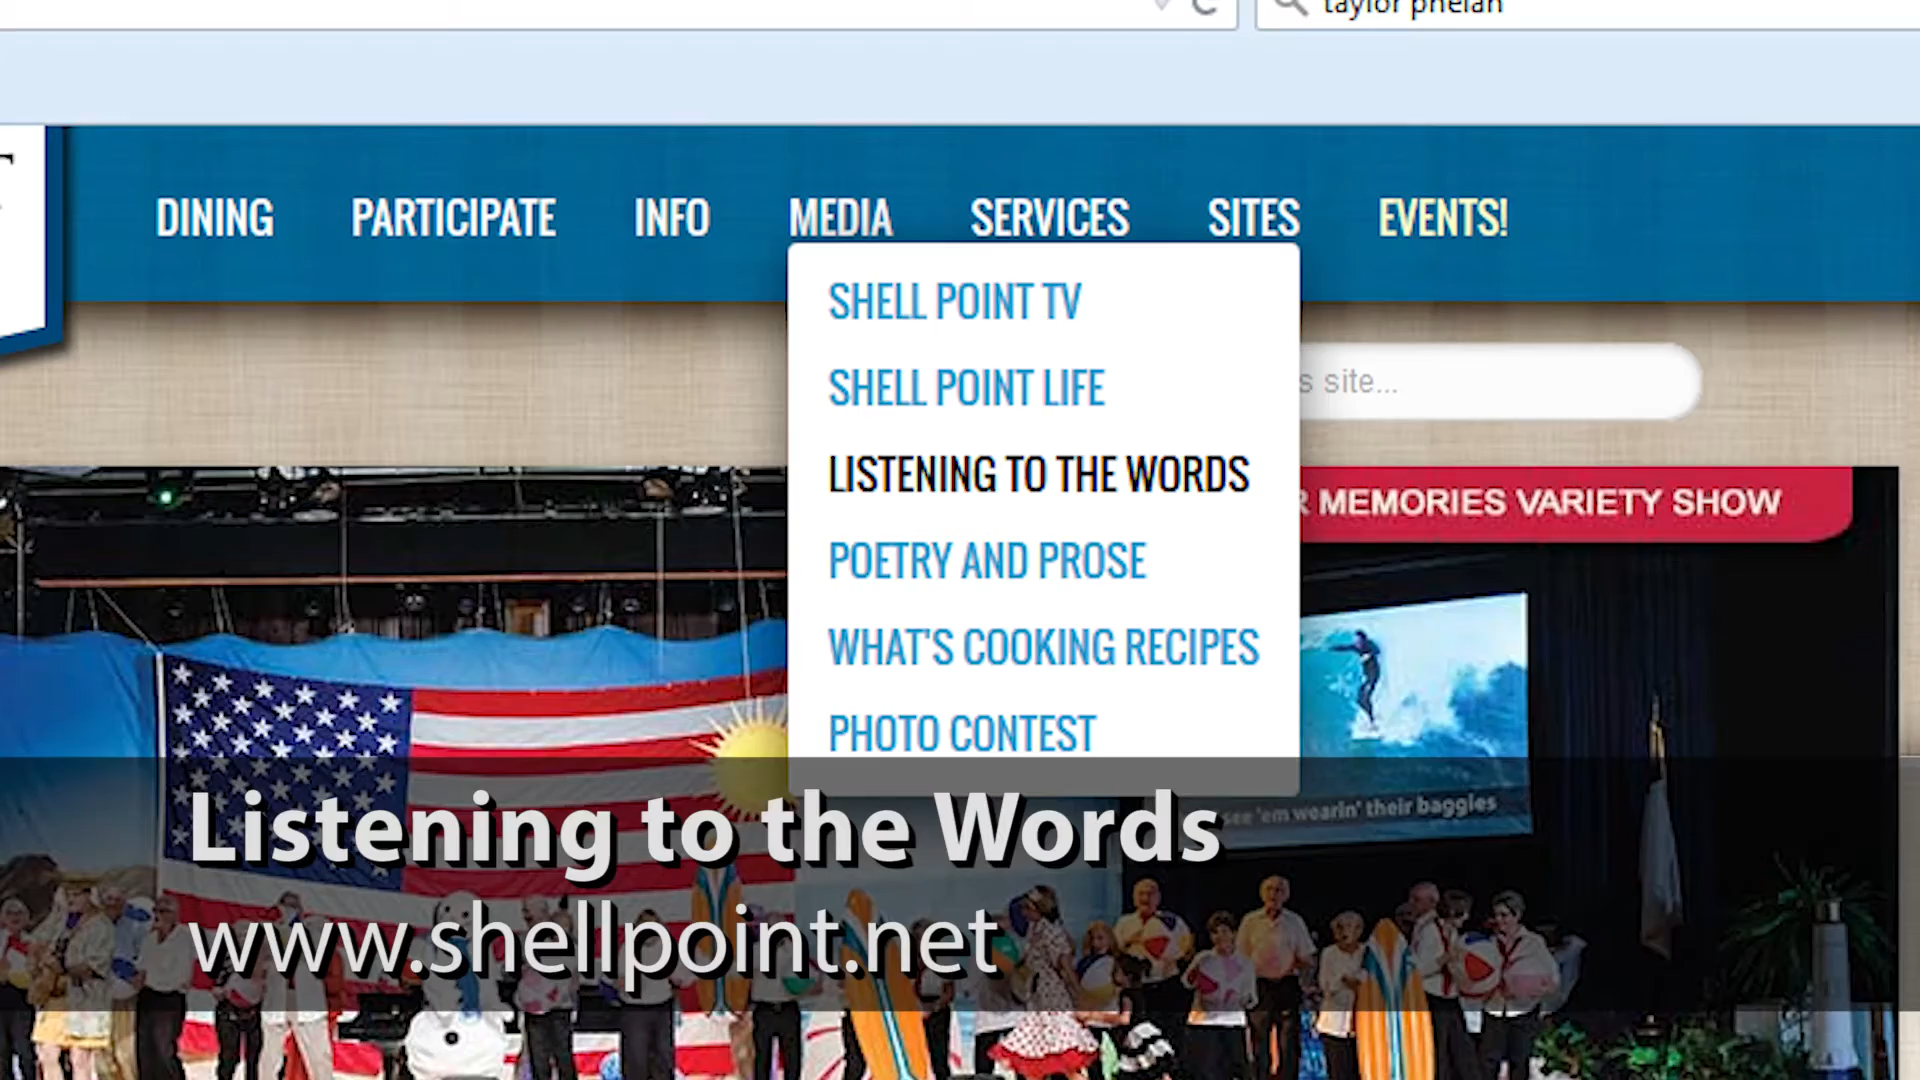 taylor phelan
DINING PARTICIPATE INFO MEDIA SERVICES SITES EVENTS!
SHELL POINT TV
SHELL POINT LIFE
s site...
LISTENING TO THE WORDS
R MEMORIES VARIETY SHOW
POETRY AND PROSE
WHAT'S COOKING RECIPES
PHOTO CONTEST
see 'em wearin' their baggies
Listening to the Words
www.shellpoint.net